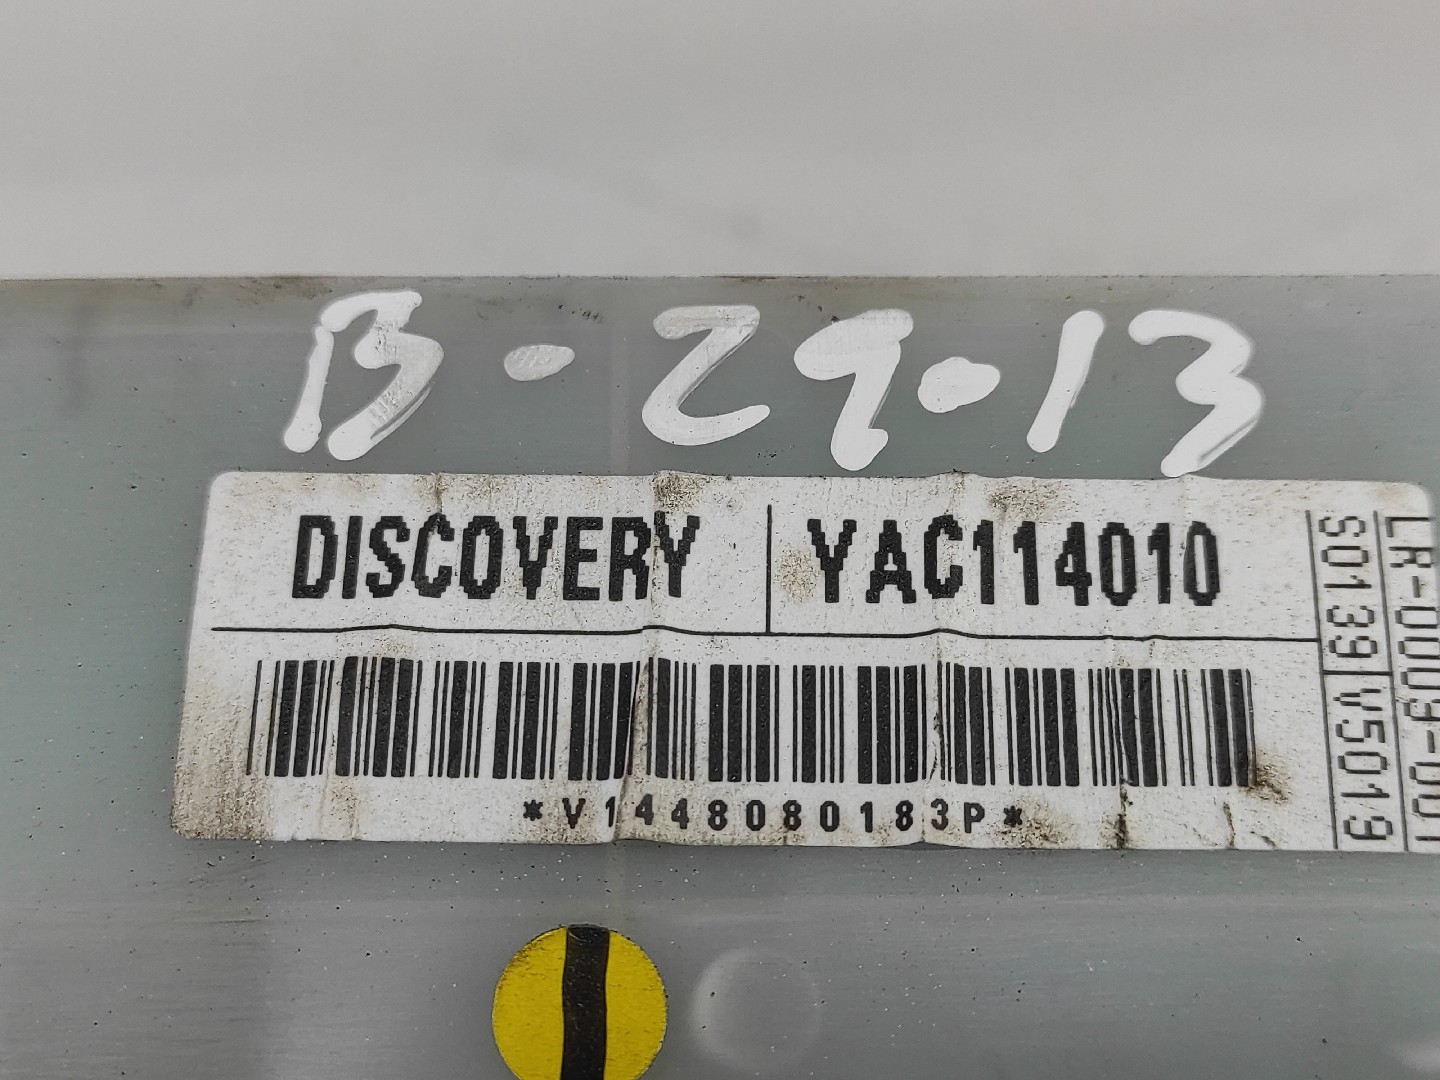 B-29-13
DISCOVERY YAC114010
*V1448080183P*
LR-0009-001
S0139 V5019